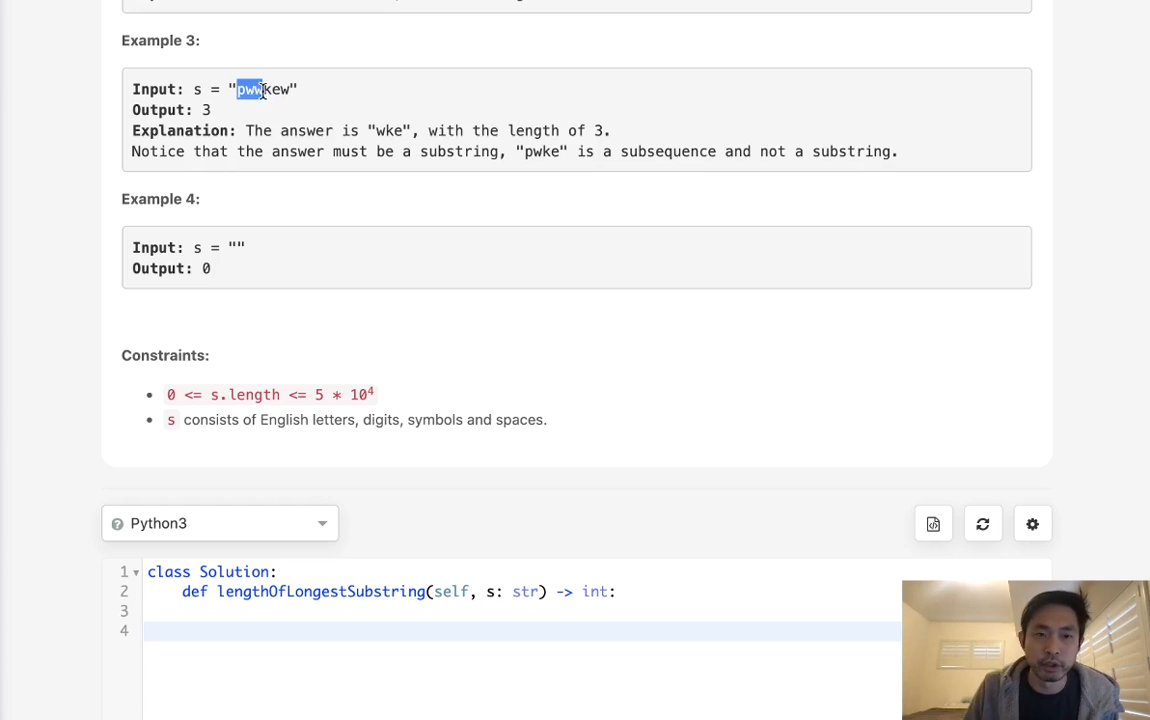 Example 3:
Input: s = "pwwkew"
Output: 3
Explanation: The answer is "wke", with the length of 3.
Notice that the answer must be a substring, "pwke" is a subsequence and not a substring.
Example 4:
Input: s = ""
Output: 0
Constraints:
0 <= s.length <= 5 * 10⁴
s consists of English letters, digits, symbols and spaces.
Python3
1 class Solution:
2 def lengthOfLongestSubstring(self, s: str) -> int:
3
4